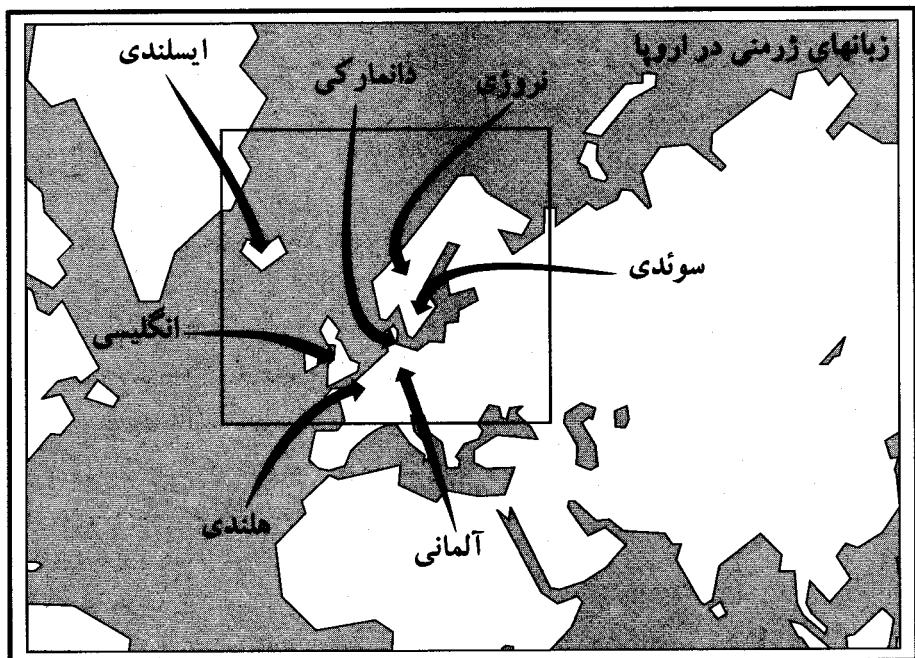 زبانهای ژرمنی در اروپا
ایسلندی
دانمارکی
نروژی
سوئدی
انگلیسی
هلندی
آلمانی